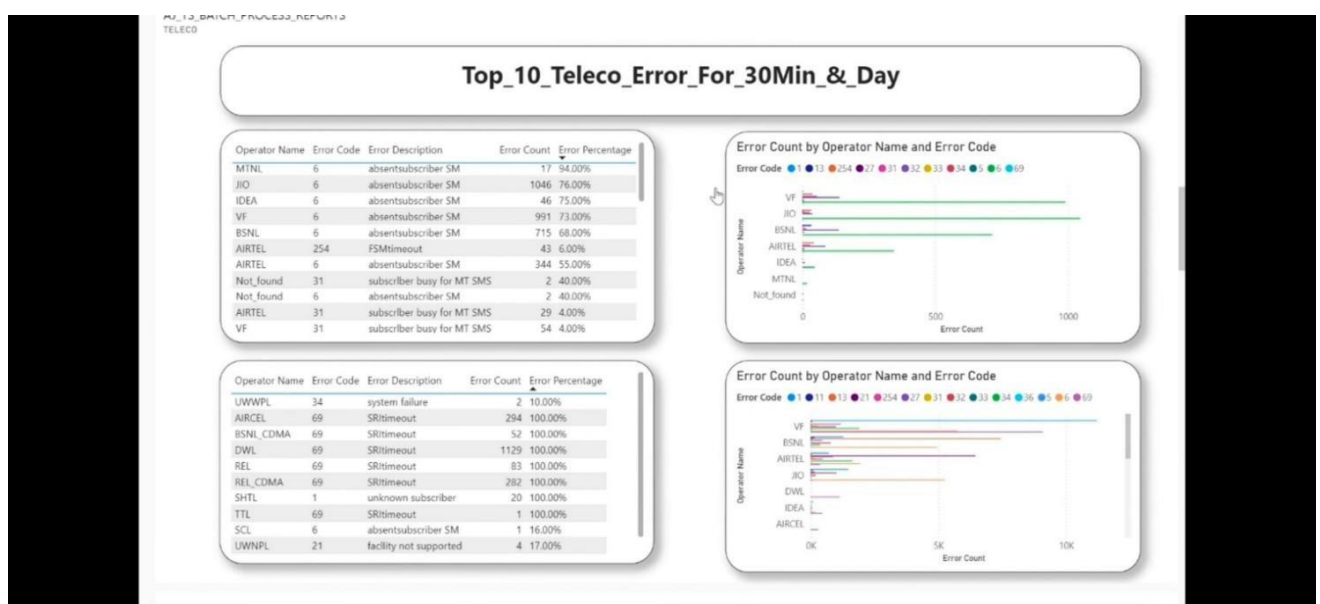 AJ_TS_BATCH_PROCESS_REPORTS
TELECO
Top_10_Teleco_Error_For_30Min_&_Day
Operator Name Error Code Error Description Error Count Error Percentage
MTNL 6 absentsubscriber SM 17 94.00%
JIO 6 absentsubscriber SM 1046 76.00%
IDEA 6 absentsubscriber SM 46 75.00%
VF 6 absentsubscriber SM 991 73.00%
BSNL 6 absentsubscriber SM 715 68.00%
AIRTEL 254 FSMtimeout 43 6.00%
AIRTEL 6 absentsubscriber SM 344 55.00%
Not_found 31 subscrlber busy for MT SMS 2 40.00%
Not_found 6 absentsubscriber SM 2 40.00%
AIRTEL 31 subscrlber busy for MT SMS 29 4.00%
VF 31 subscrlber busy for MT SMS 54 4.00%
Error Count by Operator Name and Error Code
Error Code 1 13 254 27 31 32 33 34 5 6 69
Operator Name
VF
JIO
BSNL
AIRTEL
IDEA
MTNL
Not_found
0 500 1000
Error Count
Operator Name Error Code Error Description Error Count Error Percentage
UWWPL 34 system failure 2 10.00%
AIRCEL 69 SRItimeout 294 100.00%
BSNL_CDMA 69 SRItimeout 52 100.00%
DWL 69 SRItimeout 1129 100.00%
REL 69 SRItimeout 83 100.00%
REL_CDMA 69 SRItimeout 282 100.00%
SHTL 1 unknown subscriber 20 100.00%
TTL 69 SRItimeout 1 100.00%
SCL 6 absentsubscriber SM 1 16.00%
UWNPL 21 facility not supported 4 17.00%
Error Count by Operator Name and Error Code
Error Code 1 11 13 21 254 27 31 32 33 34 36 5 6 69
Operator Name
VF
BSNL
AIRTEL
JIO
DWL
IDEA
AIRCEL
0K 5K 10K
Error Count